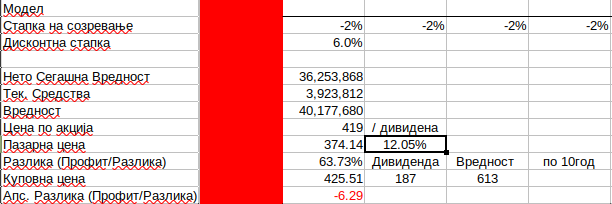 Модел
Стапка на созревање -2% -2% -2% -2%
Дисконтна стапка 6.0%
Нето Сегашна Вредност 36,253,868
Тек. Средства 3,923,812
Вредност 40,177,680
Цена по акција 419 / дивидена
Пазарна цена 374.14 12.05%
Разлика (Профит/Разлика) 63.73% Дивиденда Вредност по 10год
Куповна цена 425.51 187 613
Апс. Разлика (Профит/Разлика) -6.29